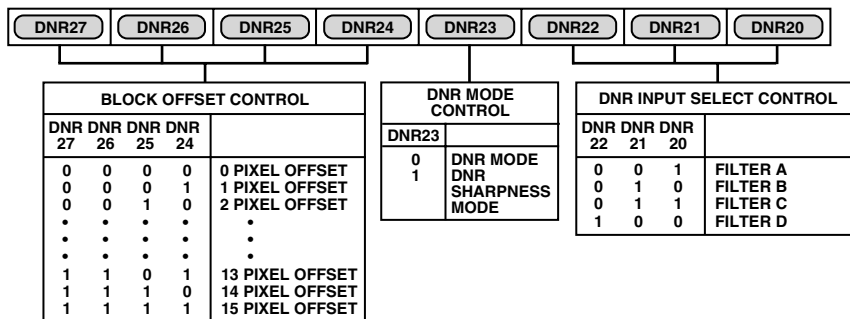 DNR27 DNR26 DNR25 DNR24 DNR23 DNR22 DNR21 DNR20
BLOCK OFFSET CONTROL
DNR DNR DNR DNR
27 26 25 24
0 0 0 0 0 PIXEL OFFSET
0 0 0 1 1 PIXEL OFFSET
0 0 1 0 2 PIXEL OFFSET
• • • • •
• • • • •
• • • • •
1 1 0 1 13 PIXEL OFFSET
1 1 1 0 14 PIXEL OFFSET
1 1 1 1 15 PIXEL OFFSET
DNR MODE
CONTROL
DNR23
0 DNR MODE
1 DNR
SHARPNESS
MODE
DNR INPUT SELECT CONTROL
DNR DNR DNR
22 21 20
0 0 1 FILTER A
0 1 0 FILTER B
0 1 1 FILTER C
1 0 0 FILTER D